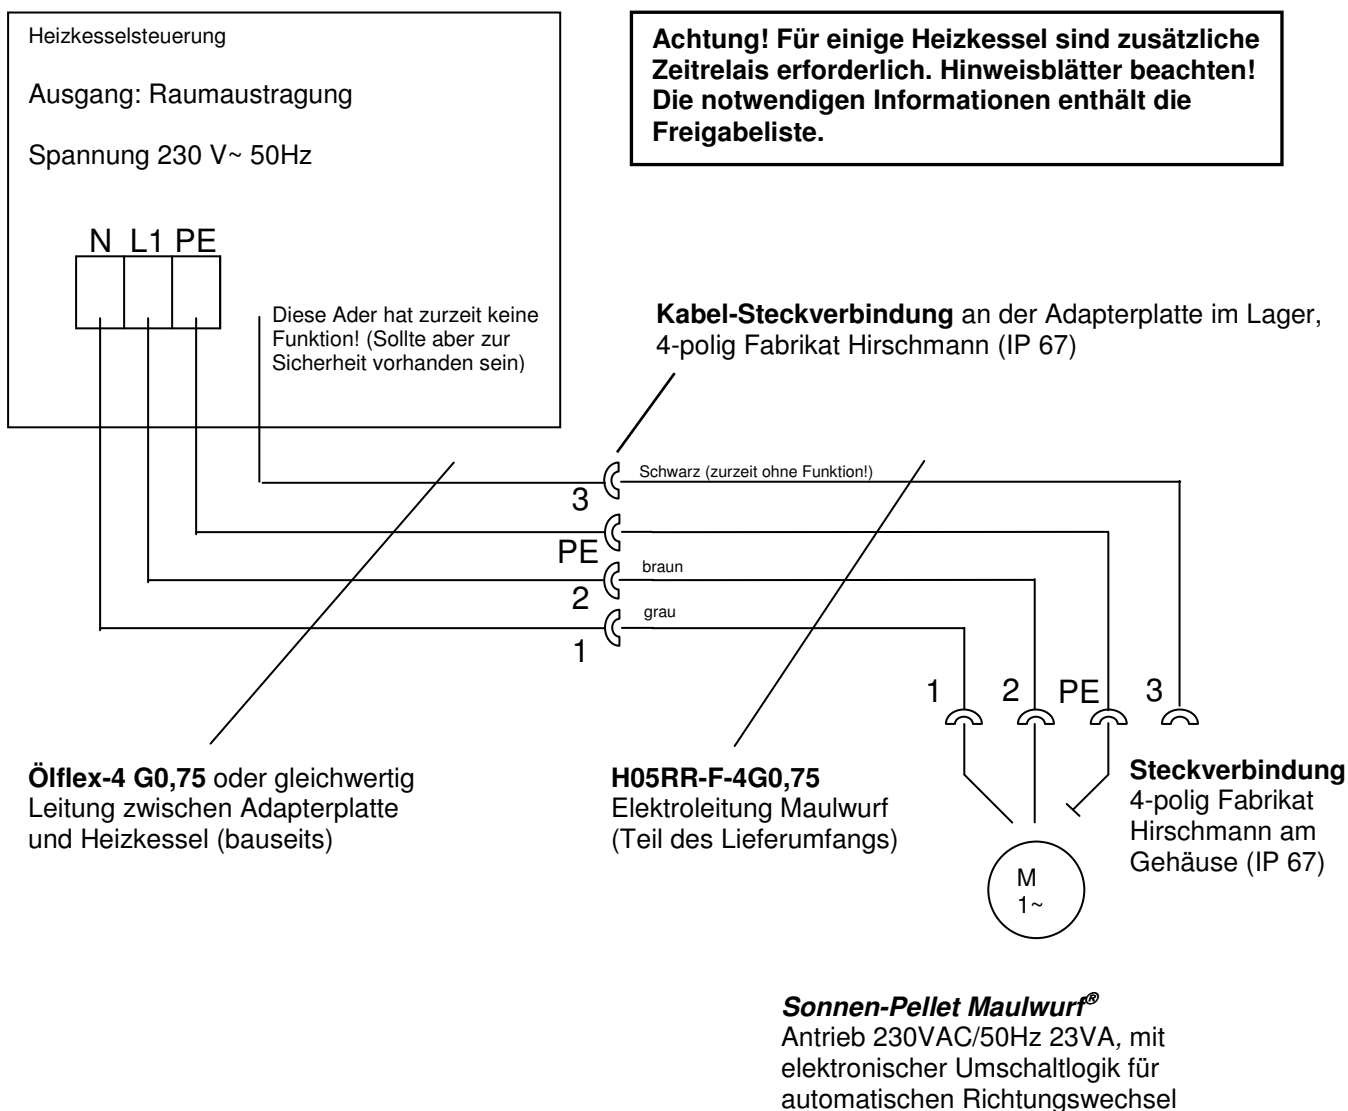 Heizkesselsteuerung
Ausgang: Raumaustragung
Spannung 230 V~ 50Hz
Achtung! Für einige Heizkessel sind zusätzliche
Zeitrelais erforderlich. Hinweisblätter beachten!
Die notwendigen Informationen enthält die
Freigabeliste.
N L1 PE
Diese Ader hat zurzeit keine
Funktion! (Sollte aber zur
Sicherheit vorhanden sein)
Kabel-Steckverbindung an der Adapterplatte im Lager,
4-polig Fabrikat Hirschmann (IP 67)
3
Schwarz (zurzeit ohne Funktion!)
PE
braun
2
grau
1
1 2 PE 3
Ölflex-4 G0,75 oder gleichwertig
Leitung zwischen Adapterplatte
und Heizkessel (bauseits)
H05RR-F-4G0,75
Elektroleitung Maulwurf
(Teil des Lieferumfangs)
Steckverbindung
4-polig Fabrikat
Hirschmann am
Gehäuse (IP 67)
M
1~
Sonnen-Pellet Maulwurf®
Antrieb 230VAC/50Hz 23VA, mit
elektronischer Umschaltlogik für
automatischen Richtungswechsel